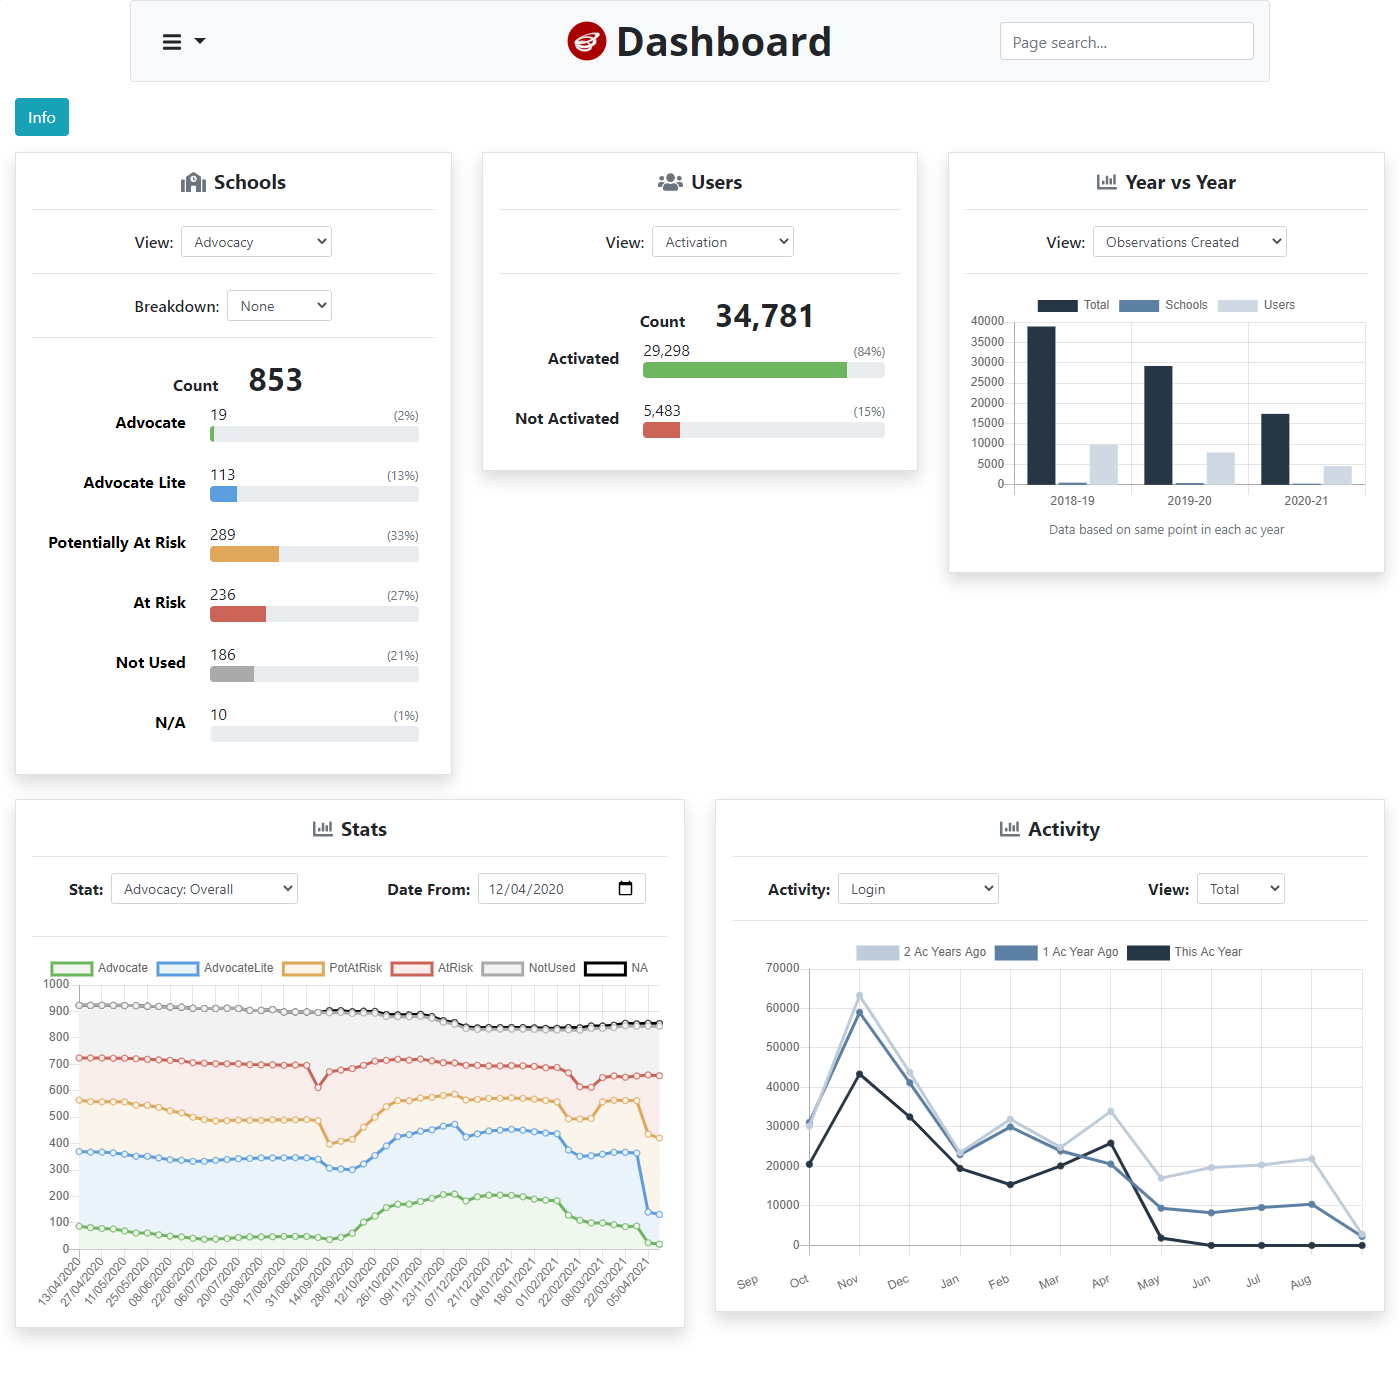 Dashboard
Page search...
Info
Schools
View: Advocacy
Breakdown: None
Count 853
Advocate 19 (2%)
Advocate Lite 113 (13%)
Potentially At Risk 289 (33%)
At Risk 236 (27%)
Not Used 186 (21%)
N/A 10 (1%)
Users
View: Activation
Count 34,781
Activated 29,298 (84%)
Not Activated 5,483 (15%)
Year vs Year
View: Observations Created
Total Schools Users
40000
35000
30000
25000
20000
15000
10000
5000
0
2018-19 2019-20 2020-21
Data based on same point in each ac year
Stats
Stat: Advocacy: Overall Date From: 12/04/2020
Advocate AdvocateLite PotAtRisk AtRisk NotUsed NA
1000
900
800
700
600
500
400
300
200
100
0
13/04/2020 27/04/2020 11/05/2020 25/05/2020 08/06/2020 22/06/2020 06/07/2020 20/07/2020 03/08/2020 17/08/2020 31/08/2020 14/09/2020 28/09/2020 12/10/2020 26/10/2020 09/11/2020 23/11/2020 07/12/2020 21/12/2020 04/01/2021 18/01/2021 01/02/2021 22/02/2021 08/03/2021 22/03/2021 05/04/2021
Activity
Activity: Login View: Total
2 Ac Years Ago 1 Ac Year Ago This Ac Year
70000
60000
50000
40000
30000
20000
10000
0
Sep Oct Nov Dec Jan Feb Mar Apr May Jun Jul Aug